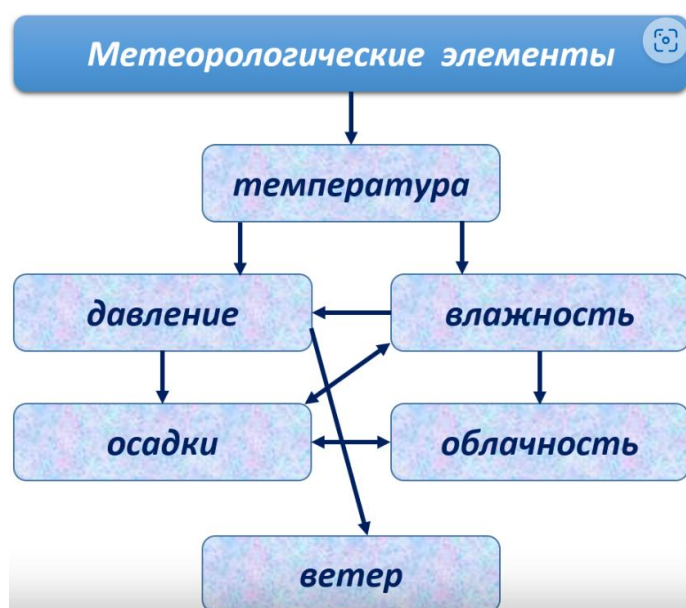 Метеорологические элементы
температура
давление
влажность
осадки
облачность
ветер